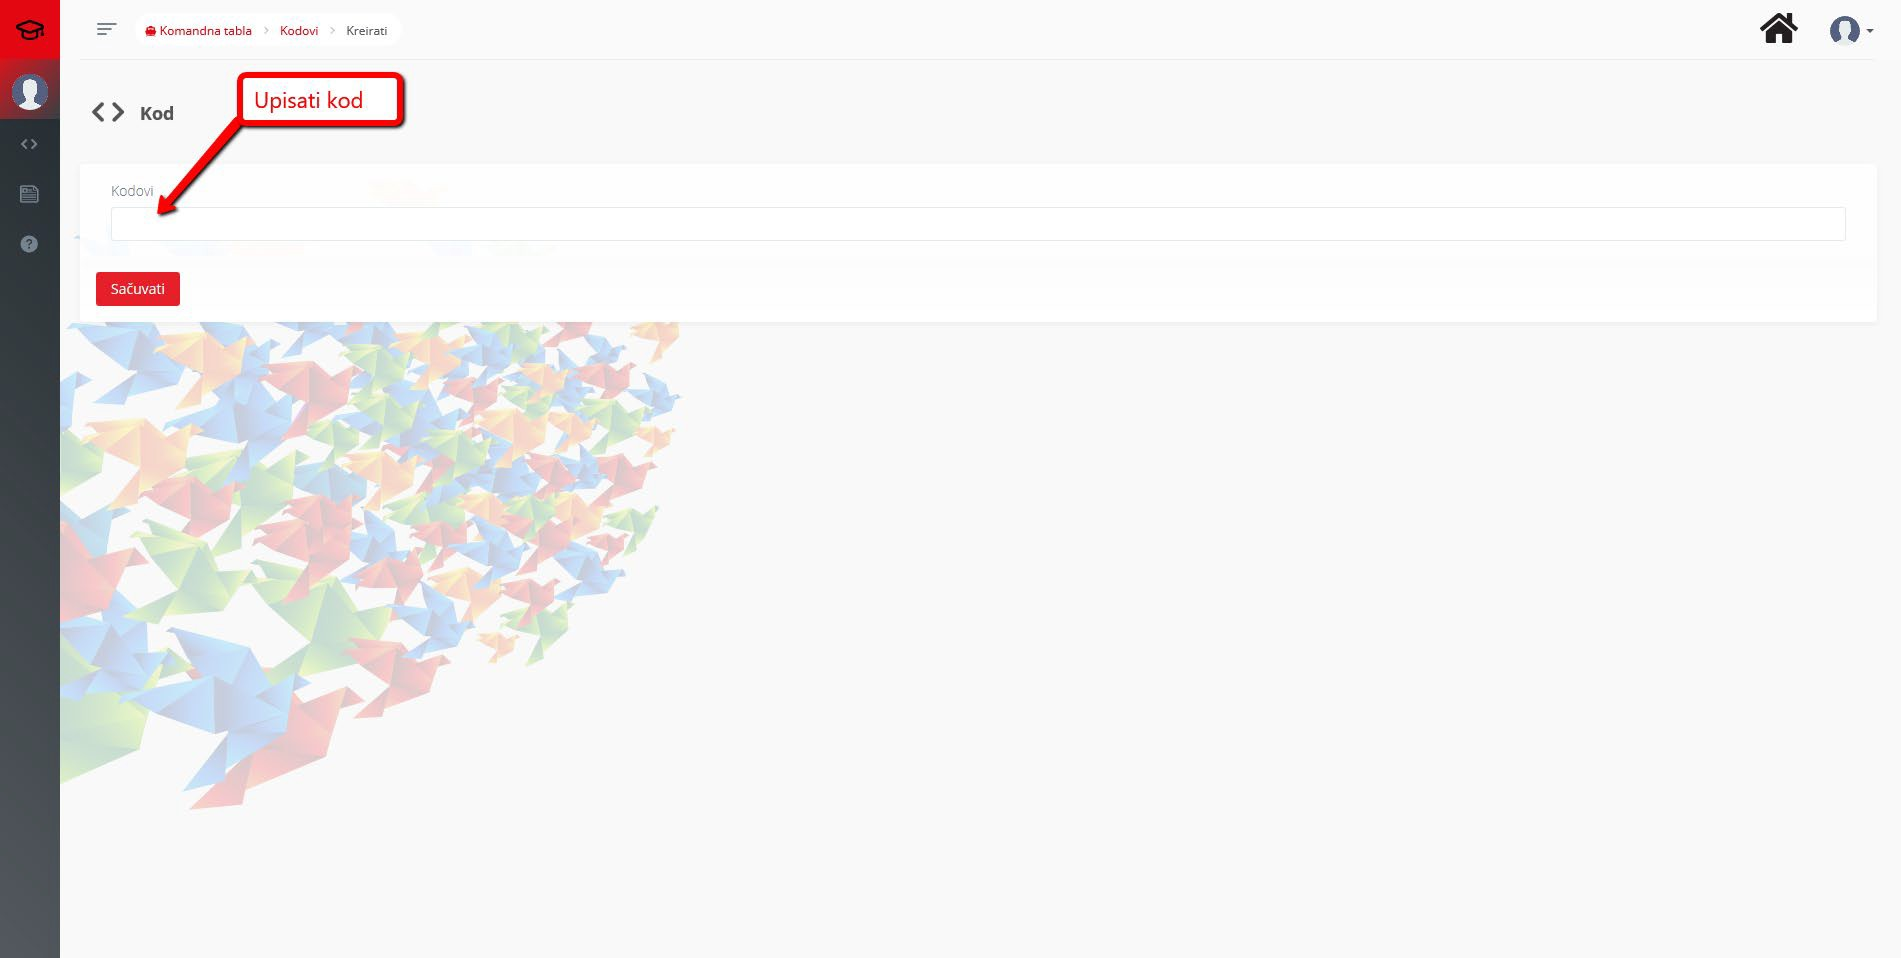 Komandna tabla > Kodovi > Kreirati
Upisati kod
Kod
Kodovi
Sačuvati